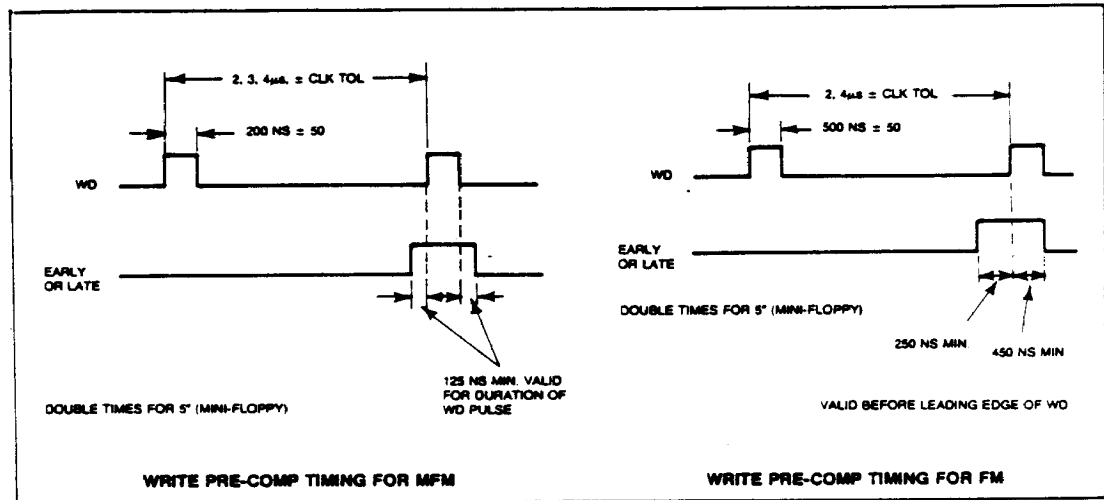 2, 3, 4µs, ± CLK TOL
200 NS ± 50
WD
EARLY
OR LATE
125 NS MIN. VALID
FOR DURATION OF
WD PULSE
DOUBLE TIMES FOR 5" (MINI-FLOPPY)
WRITE PRE-COMP TIMING FOR MFM
2, 4µs ± CLK TOL
500 NS ± 50
WD
EARLY
OR LATE
DOUBLE TIMES FOR 5" (MINI-FLOPPY)
250 NS MIN.
450 NS MIN
VALID BEFORE LEADING EDGE OF WD
WRITE PRE-COMP TIMING FOR FM